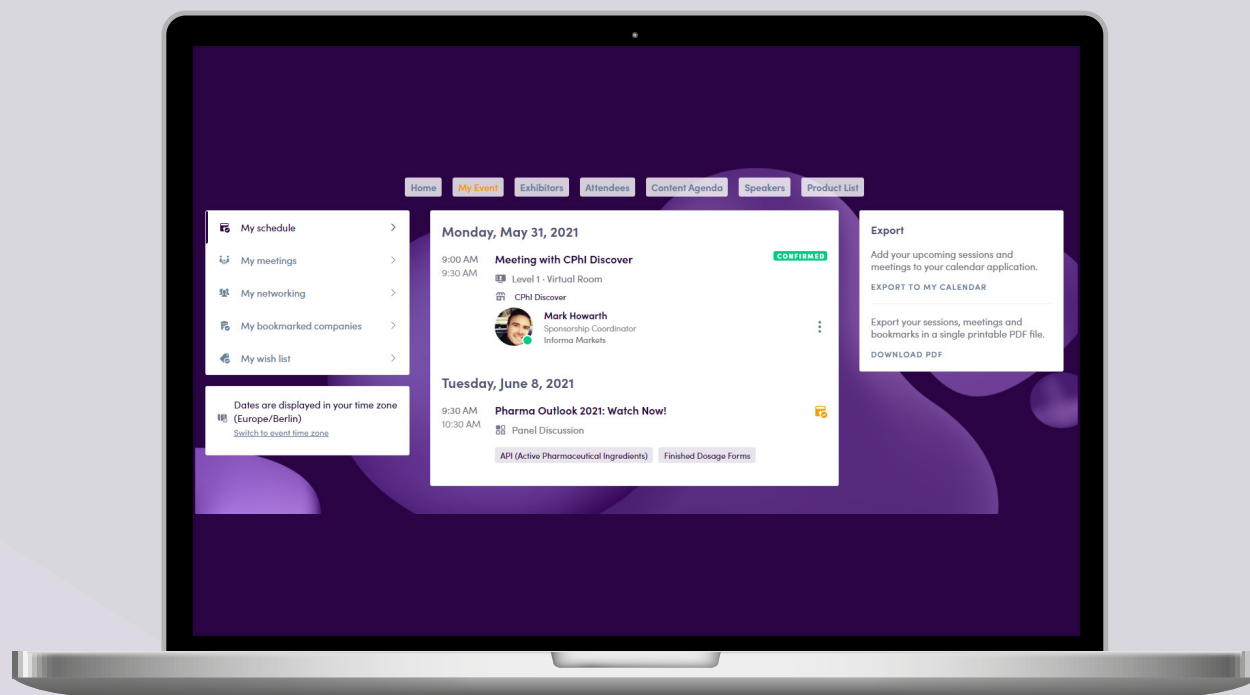 Home My Event Exhibitors Attendees Content Agenda Speakers Product List
My schedule
My meetings
My networking
My bookmarked companies
My wish list
Dates are displayed in your time zone
(Europe/Berlin)
Switch to event time zone
Monday, May 31, 2021
9:00 AM Meeting with CPhI Discover CONFIRMED
9:30 AM
Level 1 · Virtual Room
CPhI Discover
Mark Howarth
Sponsorship Coordinator
Informa Markets
Tuesday, June 8, 2021
9:30 AM Pharma Outlook 2021: Watch Now!
10:30 AM
Panel Discussion
API (Active Pharmaceutical Ingredients) Finished Dosage Forms
Export
Add your upcoming sessions and
meetings to your calendar application.
EXPORT TO MY CALENDAR
Export your sessions, meetings and
bookmarks in a single printable PDF file.
DOWNLOAD PDF